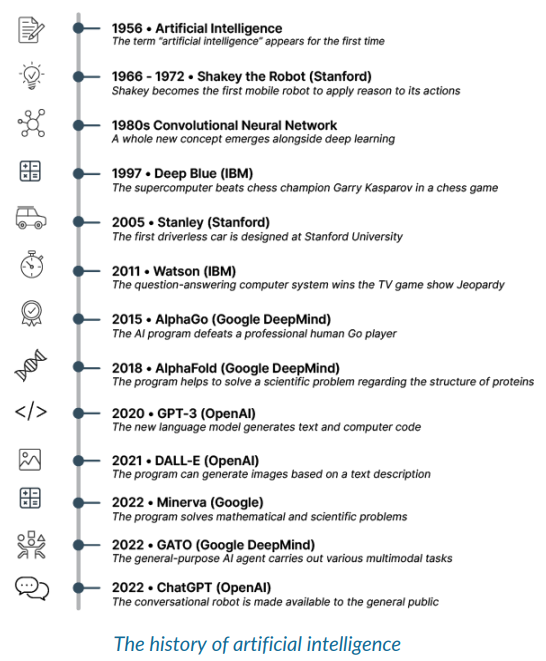 1956 • Artificial Intelligence
The term "artificial intelligence" appears for the first time
1966 - 1972 • Shakey the Robot (Stanford)
Shakey becomes the first mobile robot to apply reason to its actions
1980s Convolutional Neural Network
A whole new concept emerges alongside deep learning
1997 • Deep Blue (IBM)
The supercomputer beats chess champion Garry Kasparov in a chess game
2005 • Stanley (Stanford)
The first driverless car is designed at Stanford University
2011 • Watson (IBM)
The question-answering computer system wins the TV game show Jeopardy
2015 • AlphaGo (Google DeepMind)
The AI program defeats a professional human Go player
2018 • AlphaFold (Google DeepMind)
The program helps to solve a scientific problem regarding the structure of proteins
</>
2020 • GPT-3 (OpenAI)
The new language model generates text and computer code
2021 • DALL-E (OpenAI)
The program can generate images based on a text description
2022 • Minerva (Google)
The program solves mathematical and scientific problems
2022 • GATO (Google DeepMind)
The general-purpose AI agent carries out various multimodal tasks
2022 • ChatGPT (OpenAI)
The conversational robot is made available to the general public
The history of artificial intelligence